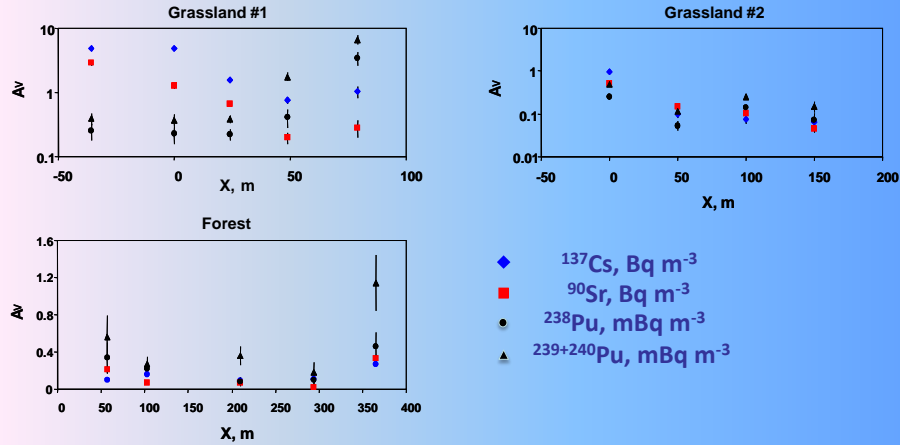 Grassland #1
10
1
0.1
Av
-50
0
50
100
X, m
Grassland #2
10
1
0.1
0.01
Av
-50
0
50
100
150
200
X, m
Forest
1.6
1.2
0.8
0.4
0
Av
0
50
100
150
200
250
300
350
400
X, m
¹³⁷Cs, Bq m⁻³
⁹⁰Sr, Bq m⁻³
²³⁸Pu, mBq m⁻³
²³⁹⁺²⁴⁰Pu, mBq m⁻³